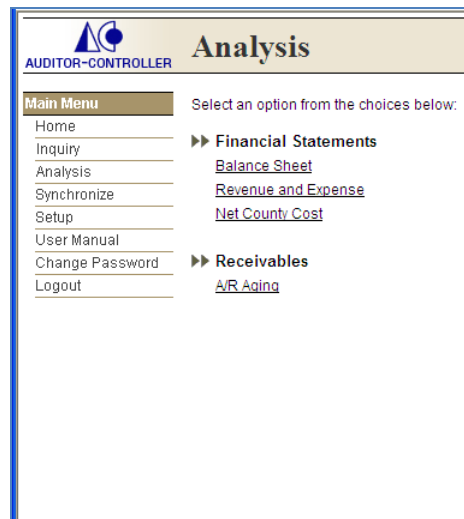 AC
AUDITOR-CONTROLLER
Analysis
Main Menu
Home
Inquiry
Analysis
Synchronize
Setup
User Manual
Change Password
Logout
Select an option from the choices below:
Financial Statements
Balance Sheet
Revenue and Expense
Net County Cost
Receivables
A/R Aging